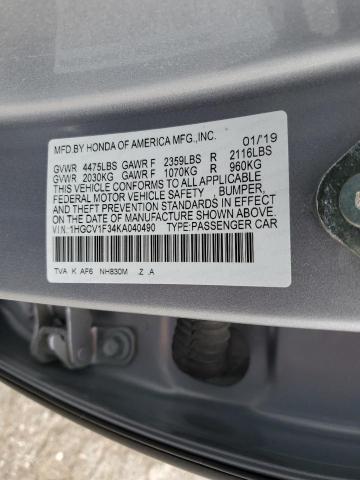 MFD.BY HONDA OF AMERICA MFG.,INC. 01/'19
GVWR 4475LBS GAWR F 2359LBS R 2116LBS
GVWR 2030KG GAWR F 1070KG R 960KG
THIS VEHICLE CONFORMS TO ALL APPLICABLE
FEDERAL MOTOR VEHICLE SAFETY , BUMPER,
AND THEFT PREVENTION STANDARDS IN EFFECT ON
THE DATE OF MANUFACTURE SHOWN ABOVE.
V.I.N.:1HGCV1F34KA040490 TYPE:PASSENGER CAR
TVA K AF6 NH830M .Z .A